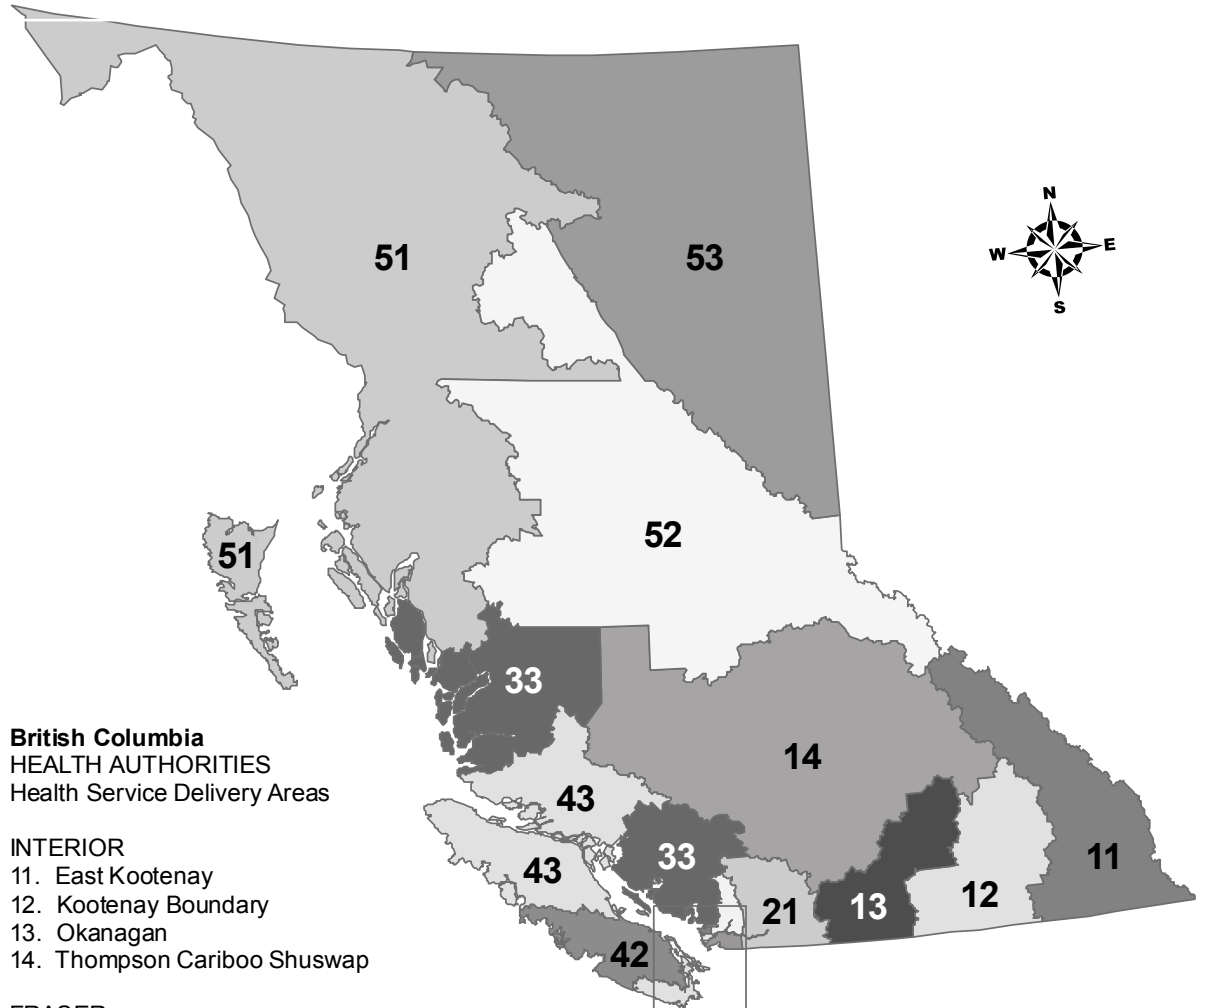 N
W
E
S
51
53
51
52
33
14
43
33
43
11
12
21
13
42
British Columbia
HEALTH AUTHORITIES
Health Service Delivery Areas
INTERIOR
11. East Kootenay
12. Kootenay Boundary
13. Okanagan
14. Thompson Cariboo Shuswap
FRASER